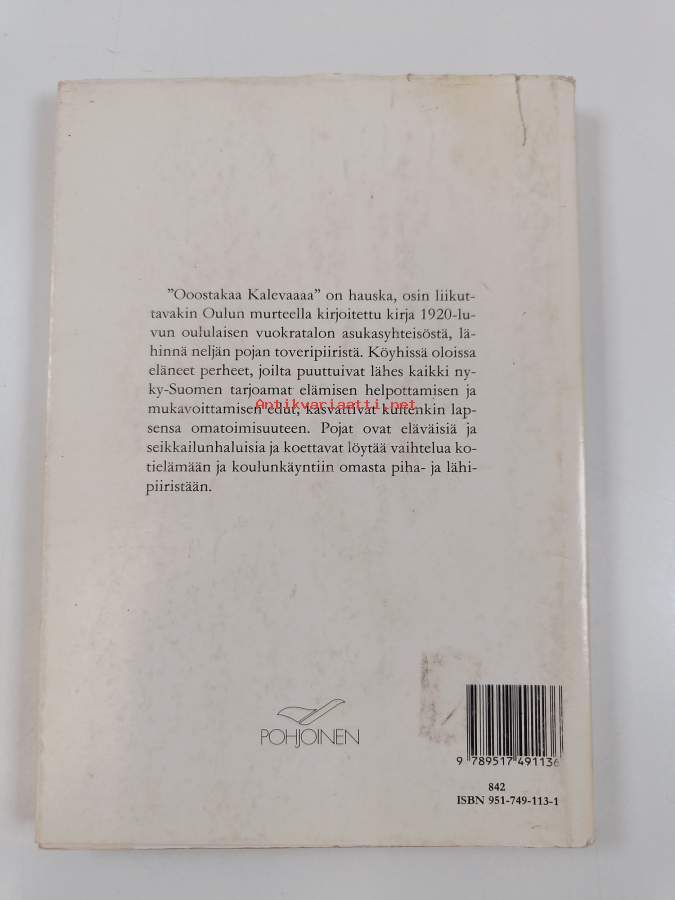 ”Ooostakaa Kalevaaaa” on hauska, osin liikut-
tavakin Oulun murteella kirjoitettu kirja 1920-lu-
vun oululaisen vuokratalon asukasyhteisöstä, lä-
hinnä neljän pojan toveripiiristä. Köyhissä oloissa
eläneet perheet, joilta puuttuivat lähes kaikki ny-
ky-Suomen tarjoamat elämisen helpottamisen ja
mukavoittamisen edut, kasvattivat kuitenkin lap-
Antikvariaatti.net
sensa omatoimisuuteen. Pojat ovat eläväisiä ja
seikkailunhaluisia ja koettavat löytää vaihtelua ko-
tielämään ja koulunkäyntiin omasta piha- ja lähi-
piiristään.
POHJOINEN
9 789517 491136
842
ISBN 951-749-113-1